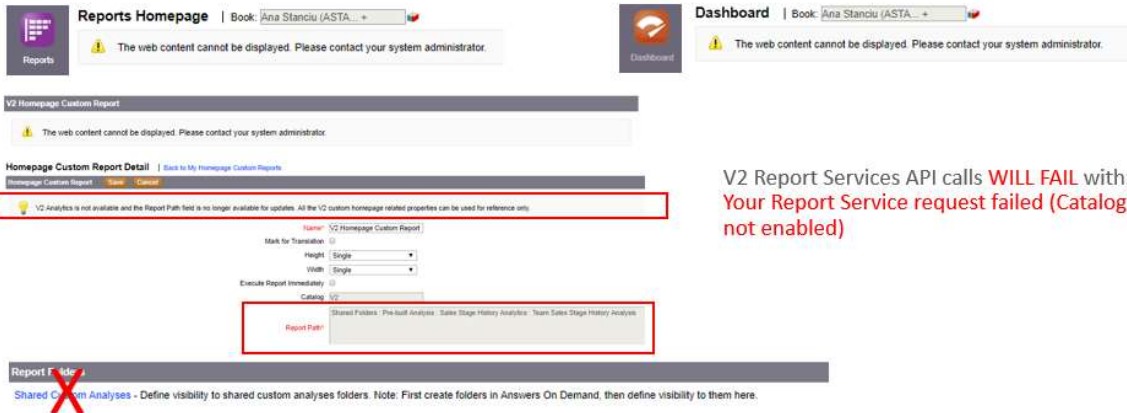 Reports
Reports Homepage | Book: Ana Stanciu (ASTA... +
The web content cannot be displayed. Please contact your system administrator.
Dashboard
Dashboard | Book: Ana Stanciu (ASTA... +
The web content cannot be displayed. Please contact your system administrator.
V2 Homepage Custom Report
The web content cannot be displayed. Please contact your system administrator.
Homepage Custom Report Detail | Back to My Homepage Custom Reports
Homepage Custom Report Save Cancel
V2 Analytics is not available and the Report Path field is no longer available for updates. All the V2 custom homepage related properties can be used for reference only.
Name* V2 Homepage Custom Report
Mark for Translation
Height Single
Width Single
Execute Report Immediately
Catalog V2
Report Path* Shared Folders : Pre-built Analysis : Sales Stage History Analytics : Team Sales Stage History Analysis
V2 Report Services API calls WILL FAIL with
Your Report Service request failed (Catalog
not enabled)
Report Folders
Shared Custom Analyses - Define visibility to shared custom analyses folders. Note: First create folders in Answers On Demand, then define visibility to them here.